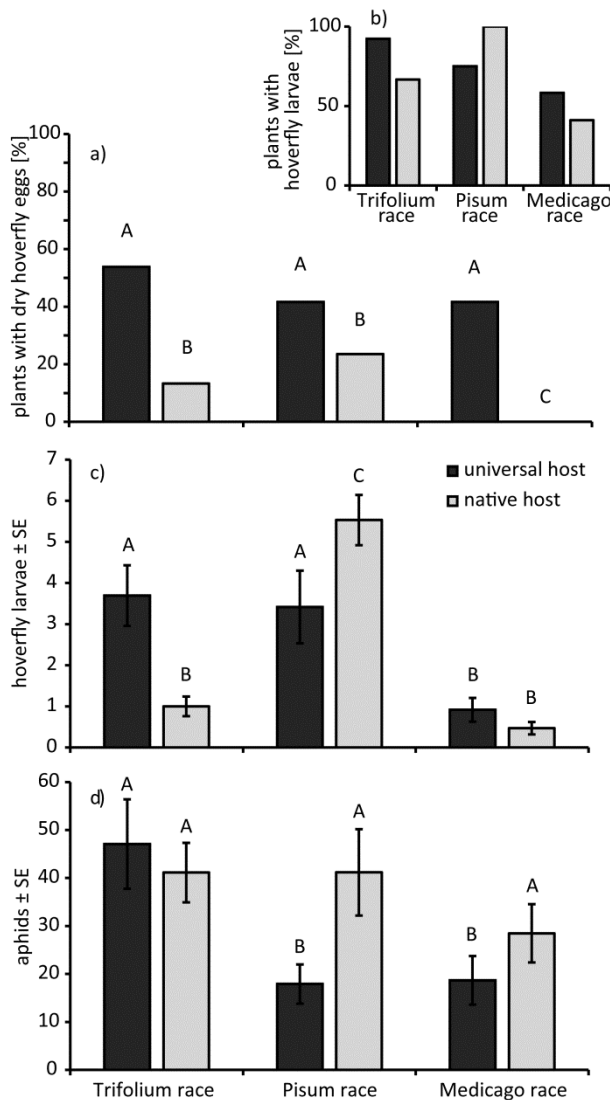 b)
plants with
hoverfly larvae [%]
100
50
0
Trifolium
race
Pisum
race
Medicago
race
a)
plants with dry hoverfly eggs [%]
100
80
60
40
20
0
A
B
A
B
A
C
c)
hoverfly larvae ± SE
7
6
5
4
3
2
1
0
A
B
A
C
B
B
universal host
native host
d)
aphids ± SE
60
50
40
30
20
10
0
A
A
B
A
B
A
Trifolium race
Pisum race
Medicago race